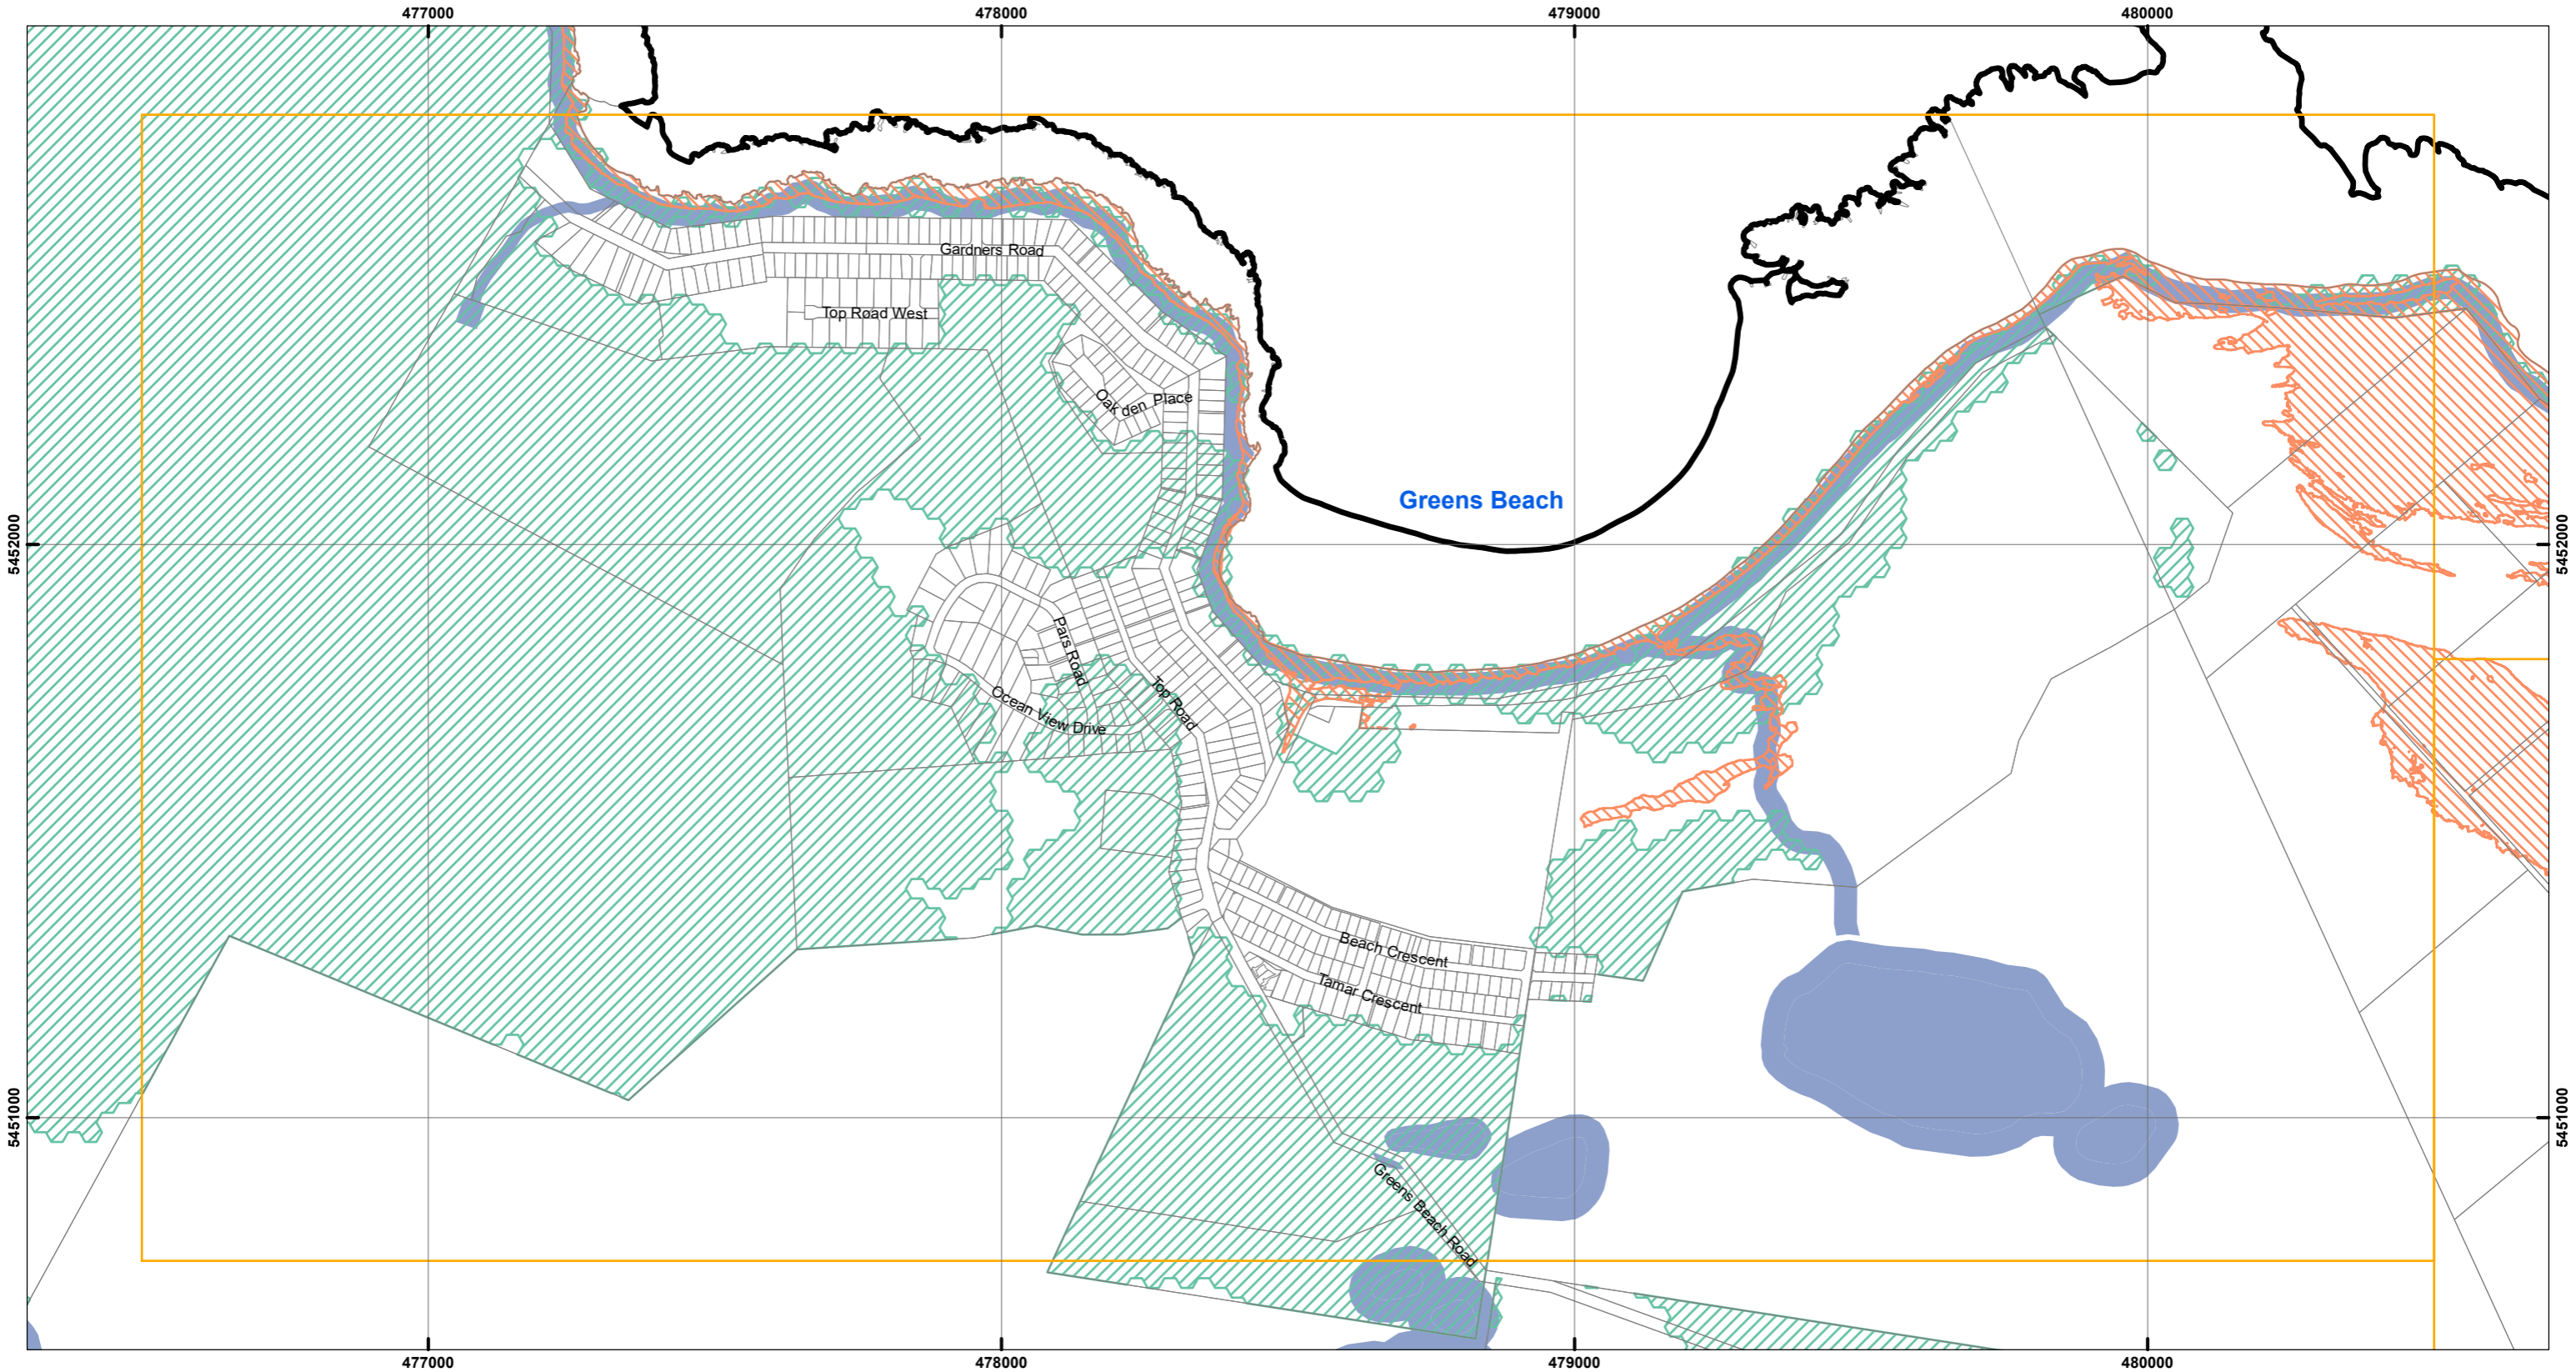 477000 478000 479000 480000
Gardners Road
Top Road West
Oak den Place
Greens Beach
5452000 5452000
Pars Road
Ocean View Drive
Top Road
Beach Crescent
Tamar Crescent
5451000 5451000
Greens Beach Road
477000 478000 479000 480000